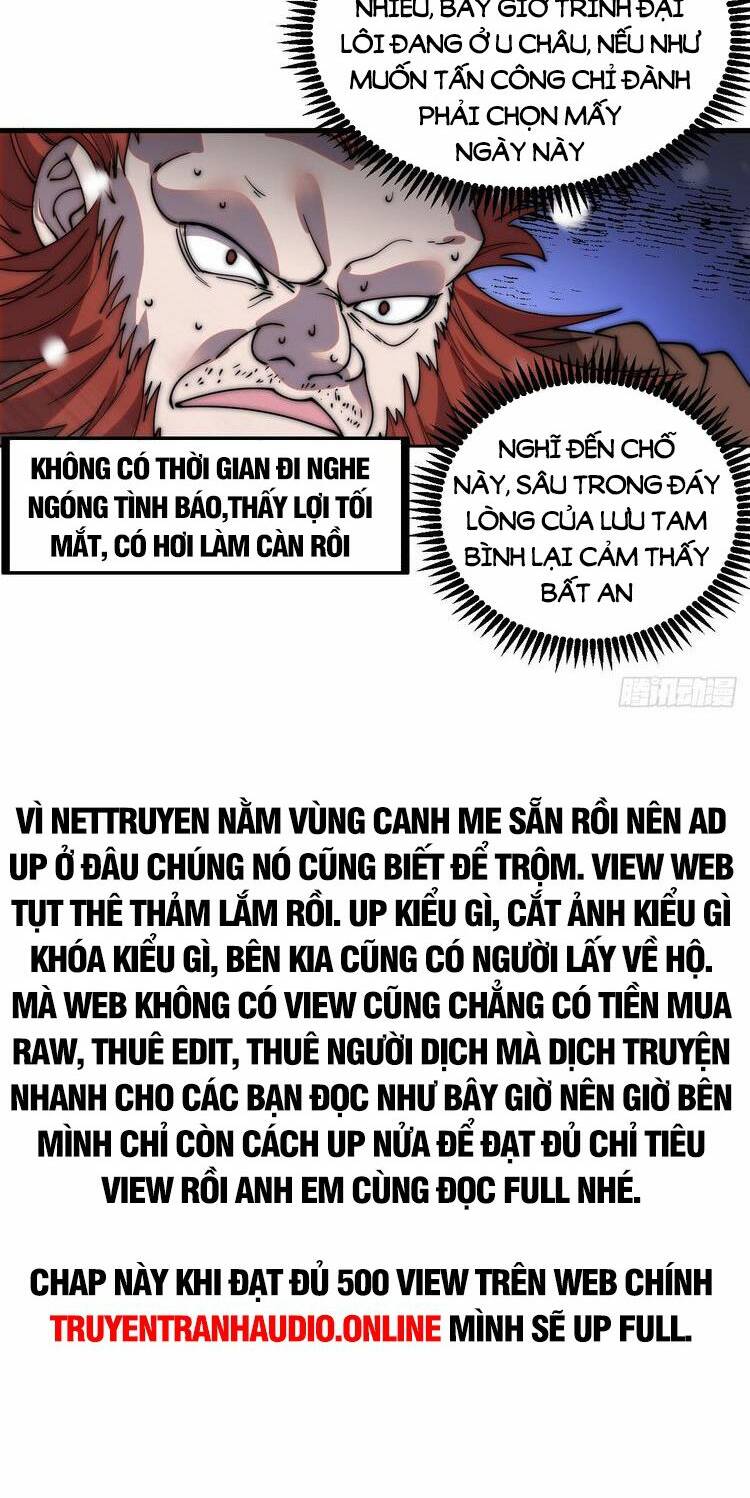 NHIÊU, BÂY GIỜ TRÌNH ĐẠI
LÔI ĐANG Ở U CHÂU, NẾU NHƯ
MUỐN TẤN CÔNG CHỈ ĐÀNH
PHẢI CHỌN MẤY
NGÀY NÀY
KHÔNG CÓ THỜI GIAN ĐI NGHE
NGÓNG TÌNH BÁO,THẤY LỢI TỐI
MẮT, CÓ HƠI LÀM CÀN RỒI
NGHĨ ĐẾN CHỖ
NÀY, SÂU TRONG ĐÁY
LÒNG CỦA LƯU TAM
BÌNH LẠI CẢM THẤY
BẤT AN
腾讯动漫
VÌ NETTRUYEN NẰM VÙNG CANH ME SẴN RỒI NÊN AD
UP Ở ĐÂU CHÚNG NÓ CŨNG BIẾT ĐỂ TRỘM. VIEW WEB
TỤT THÊ THẢM LẮM RỒI. UP KIỂU GÌ, CẮT ẢNH KIỂU GÌ
KHÓA KIỂU GÌ, BÊN KIA CŨNG CÓ NGƯỜI LẤY VỀ HỘ.
MÀ WEB KHÔNG CÓ VIEW CŨNG CHẲNG CÓ TIỀN MUA
RAW, THUÊ EDIT, THUÊ NGƯỜI DỊCH MÀ DỊCH TRUYỆN
NHANH CHO CÁC BẠN ĐỌC NHƯ BÂY GIỜ NÊN GIỜ BÊN
MÌNH CHỈ CÒN CÁCH UP NỬA ĐỂ ĐẠT ĐỦ CHỈ TIÊU
VIEW RỒI ANH EM CÙNG ĐỌC FULL NHÉ.
CHAP NÀY KHI ĐẠT ĐỦ 500 VIEW TRÊN WEB CHÍNH
TRUYENTRANHAUDIO.ONLINE MÌNH SẼ UP FULL.